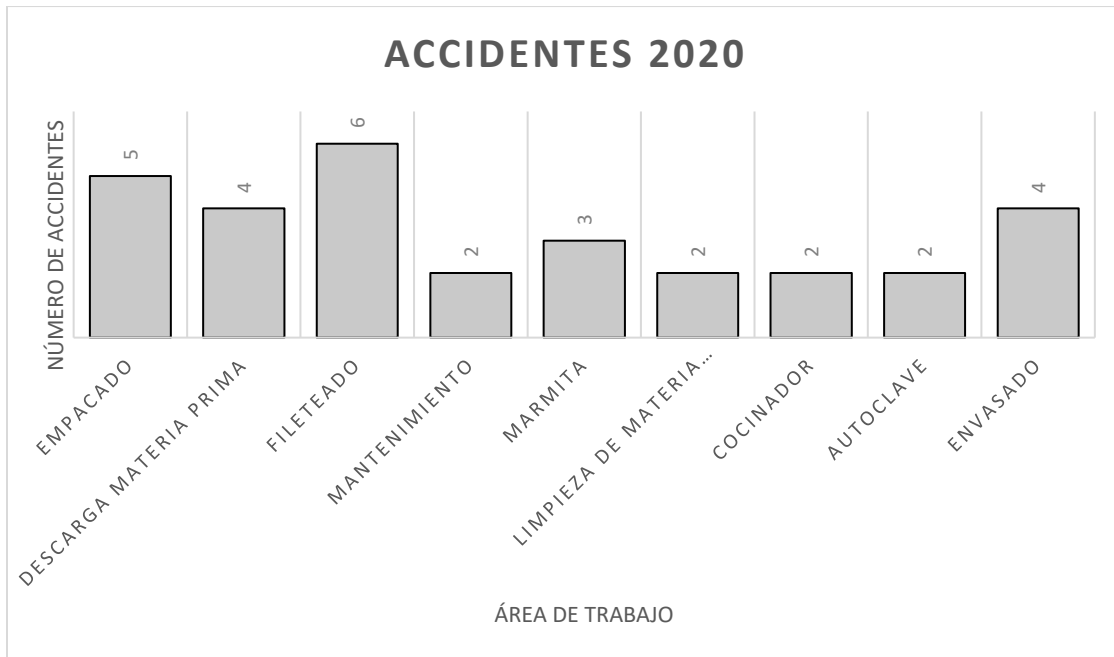 ACCIDENTES 2020
NÚMERO DE ACCIDENTES
5
4
6
2
3
2
2
2
4
EMPACADO
DESCARGA MATERIA PRIMA
FILETEADO
MANTENIMIENTO
MARMITA
LIMPIEZA DE MATERIA...
COCINADOR
AUTOCLAVE
ENVASADO
ÁREA DE TRABAJO